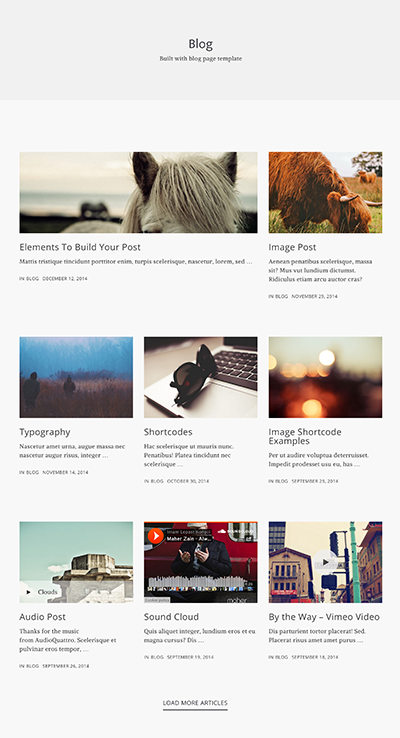 Blog
Built with blog page template
Elements To Build Your Post
Mattis tristique tincidunt porttitor enim, turpis scelerisque, nascetur, lorem, sed ...
IN BLOG DECEMBER 12, 2014
Image Post
Aenean penatibus scelerisque, massa
sit? Mus vut lundium dictumst.
Ridiculus etiam arcu auctor cras?
IN BLOG NOVEMBER 25, 2014
Typography
Nascetur amet urna, augue massa nec
nascetur augue risus, integer ...
IN BLOG NOVEMBER 14, 2014
Shortcodes
Hac scelerisque ut mauris nunc.
Penatibus! Platea tincidunt nec
scelerisque ...
IN BLOG OCTOBER 30, 2014
Image Shortcode
Examples
Per ut audire voluptua deterruisset.
Impedit prodesset usu eu, has ...
IN BLOG SEPTEMBER 29, 2014
Clouds
Audio Post
Thanks for the music
from AudioQuattro. Scelerisque et
pulvinar eros tempor, ...
IN BLOG SEPTEMBER 26, 2014
SOUNDCLOUD
Maher Zain - Alw...
Cookie policy
maher
Sound Cloud
Quis aliquet integer, lundium eros et eu
magna cursus? Dis ...
IN BLOG SEPTEMBER 19, 2014
By the Way – Vimeo Video
Dis parturient tortor placerat! Sed.
Placerat risus amet amet purus ...
IN BLOG SEPTEMBER 18, 2014
LOAD MORE ARTICLES